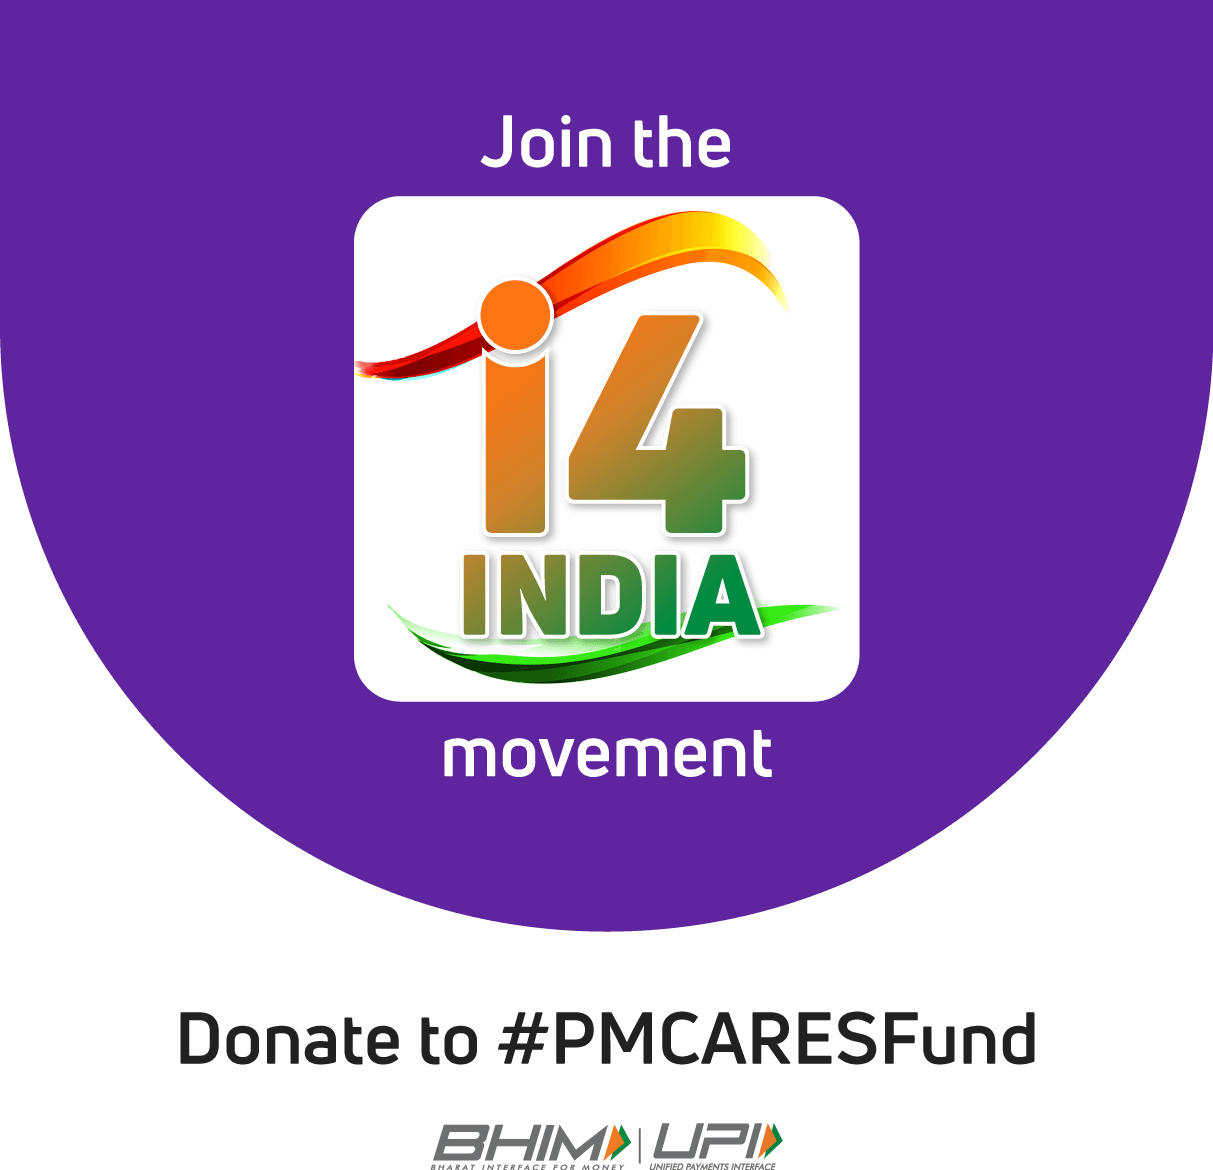 Join the
i4
INDIA
movement
Donate to #PMCARESFund
BHIM UPI
BHARAT INTERFACE FOR MONEY UNIFIED PAYMENTS INTERFACE